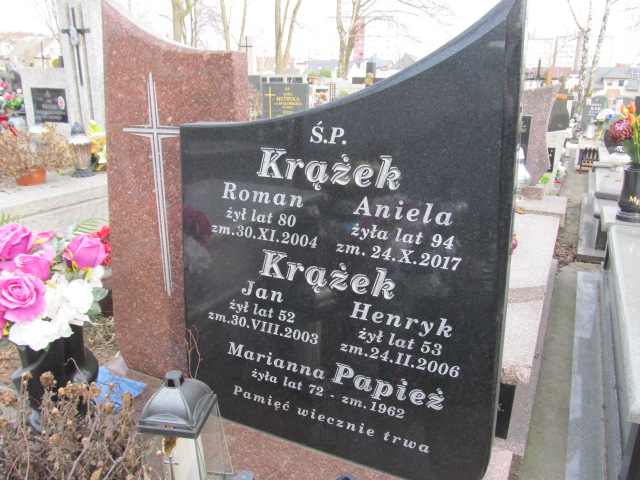 Ś.P.
Krążek
Roman Aniela
żył lat 80 żyła lat 94
zm.30.XI.2004 zm. 24.X.2017
Krążek
Jan Henryk
żył lat 52 żył lat 53
zm.30.VIII.2003 zm.24.II.2006
Marianna Papież
żyła lat 72 - zm.1962
Pamięć wiecznie trwa